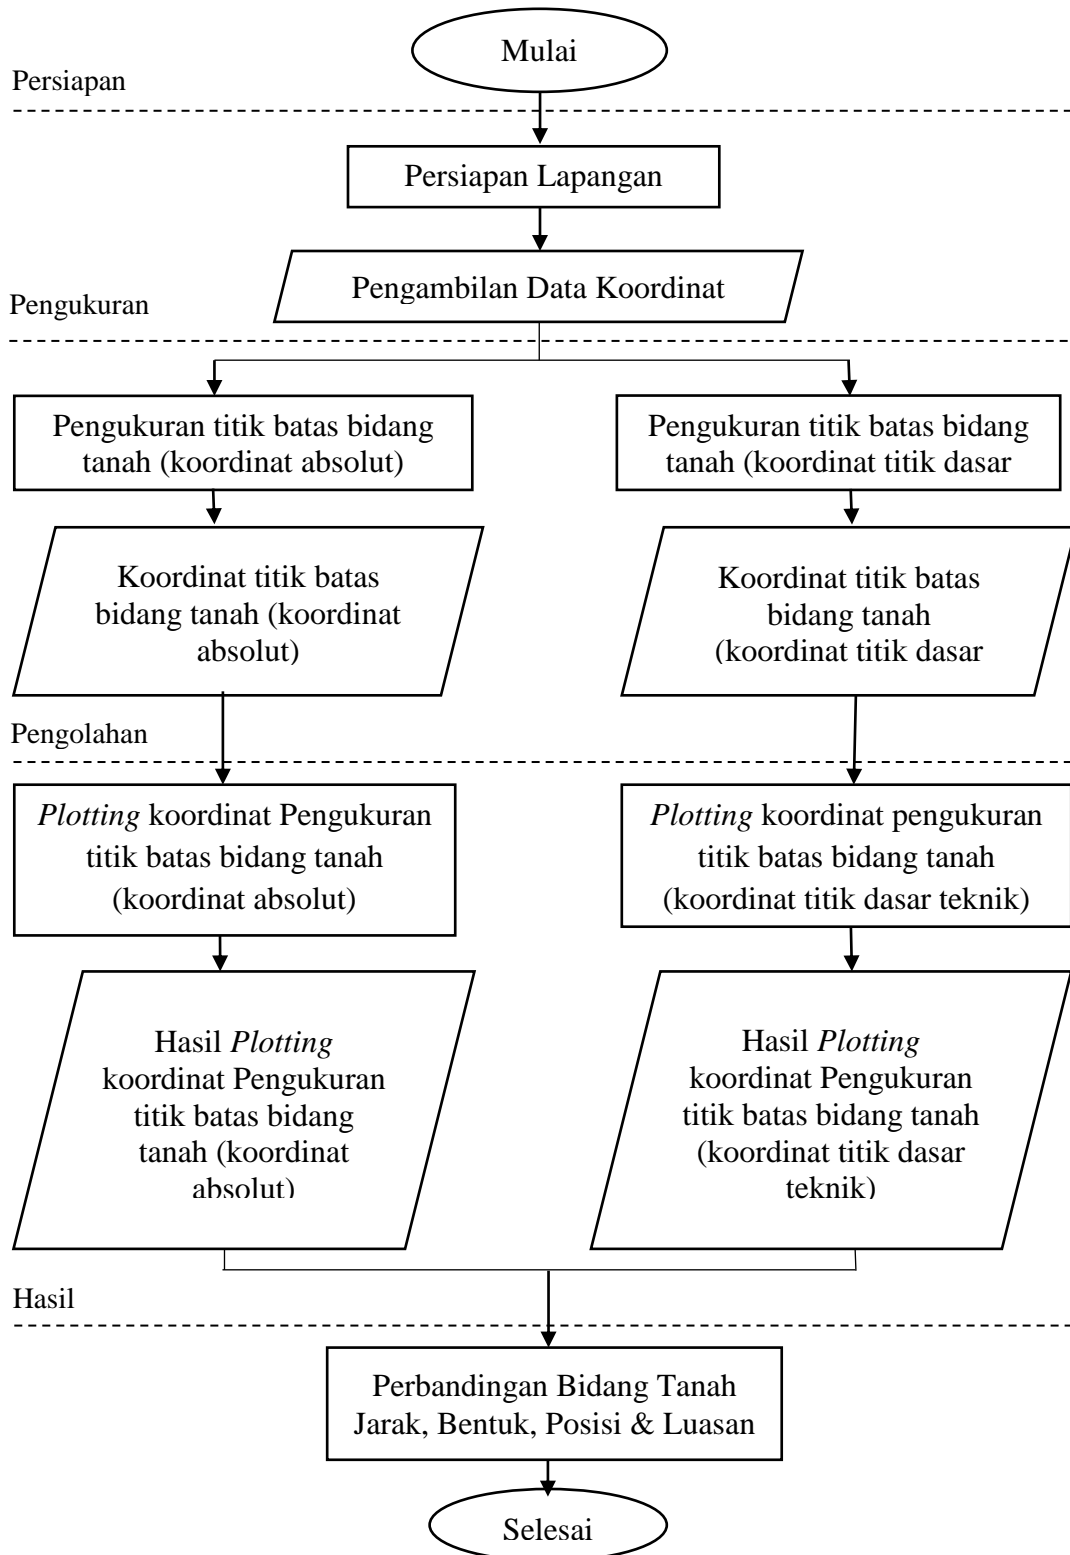 Mulai
Persiapan
Persiapan Lapangan
Pengambilan Data Koordinat
Pengukuran
Pengukuran titik batas bidang
tanah (koordinat absolut)
Pengukuran titik batas bidang
tanah (koordinat titik dasar
Koordinat titik batas
bidang tanah (koordinat
absolut)
Koordinat titik batas
bidang tanah
(koordinat titik dasar
Pengolahan
Plotting koordinat Pengukuran
titik batas bidang tanah
(koordinat absolut)
Plotting koordinat pengukuran
titik batas bidang tanah
(koordinat titik dasar teknik)
Hasil Plotting
koordinat Pengukuran
titik batas bidang
tanah (koordinat
absolut)
Hasil Plotting
koordinat Pengukuran
titik batas bidang tanah
(koordinat titik dasar
teknik)
Hasil
Perbandingan Bidang Tanah
Jarak, Bentuk, Posisi & Luasan
Selesai